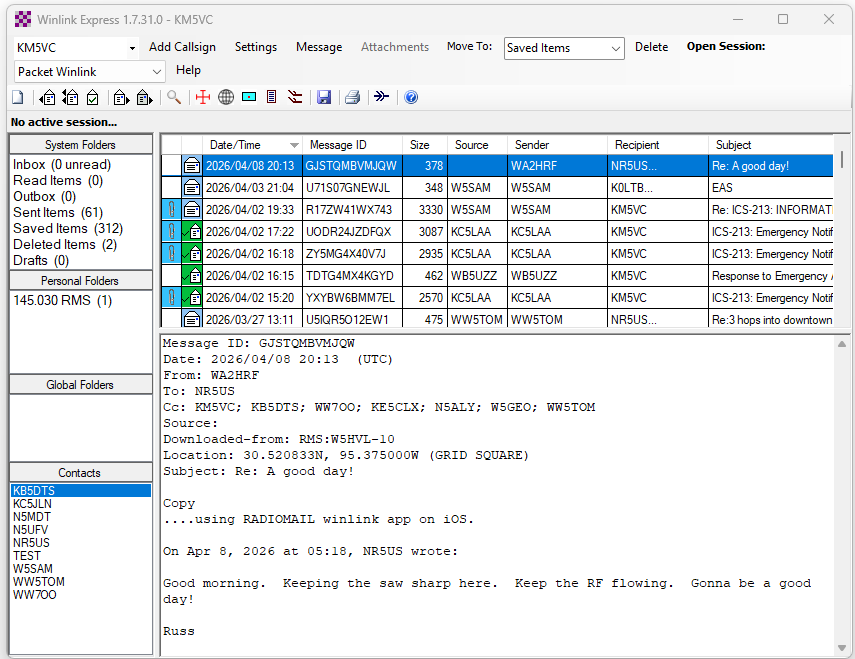 Winlink Express 1.7.31.0 - KM5VC
KM5VC Add Callsign Settings Message Attachments Move To: Saved Items Delete Open Session:
Packet Winlink Help
No active session...
System Folders
Inbox (0 unread)
Read Items (0)
Outbox (0)
Sent Items (61)
Saved Items (312)
Deleted Items (2)
Drafts (0)
Personal Folders
145.030 RMS (1)
Global Folders
Contacts
KB5DTS
KC5JLN
N5MDT
N5UFV
NR5US
TEST
W5SAM
WW5TOM
WW7OO
Date/Time Message ID Size Source Sender Recipient Subject
2026/04/08 20:13 GJSTQMBVMJQW 378 WA2HRF NR5US... Re: A good day!
2026/04/03 21:04 U71S07GNEWJL 348 W5SAM W5SAM K0LTB... EAS
2026/04/02 19:33 R17ZW41WX743 3330 W5SAM W5SAM KM5VC Re: ICS-213: INFORMATI
2026/04/02 17:22 UODR24JZDFQX 3087 KC5LAA KC5LAA KM5VC ICS-213: Emergency Notif
2026/04/02 16:18 ZY5MG4X40V7J 2935 KC5LAA KC5LAA KM5VC ICS-213: Emergency Notif
2026/04/02 16:15 TDTG4MX4KGYD 462 WB5UZZ WB5UZZ KM5VC Response to Emergency A
2026/04/02 15:20 YXYBW6BMM7EL 2570 KC5LAA KC5LAA KM5VC ICS-213: Emergency Notif
2026/03/27 13:11 U5IQR5O12EW1 475 WW5TOM WW5TOM NR5US... Re:3 hops into downtown
Message ID: GJSTQMBVMJQW
Date: 2026/04/08 20:13 (UTC)
From: WA2HRF
To: NR5US
Cc: KM5VC; KB5DTS; WW7OO; KE5CLX; N5ALY; W5GEO; WW5TOM
Source:
Downloaded-from: RMS:W5HVL-10
Location: 30.520833N, 95.375000W (GRID SQUARE)
Subject: Re: A good day!
Copy
....using RADIOMAIL winlink app on iOS.
On Apr 8, 2026 at 05:18, NR5US wrote:
Good morning. Keeping the saw sharp here. Keep the RF flowing. Gonna be a good
day!
Russ